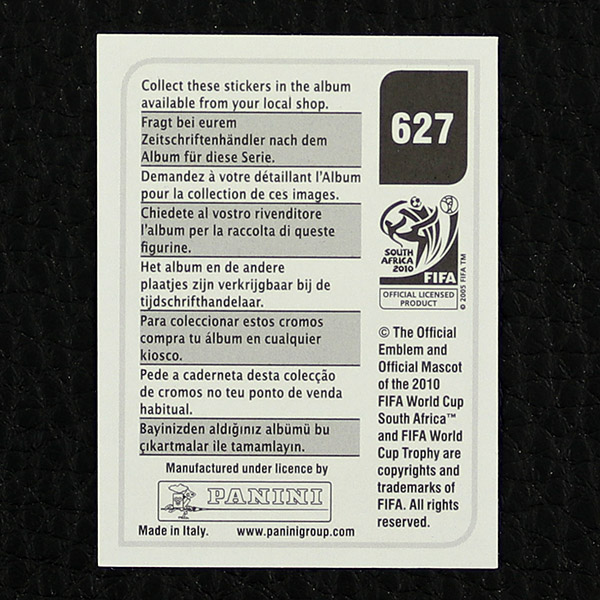 Collect these stickers in the album
available from your local shop.
Fragt bei eurem
Zeitschriftenhändler nach dem
Album für diese Serie.
Demandez à votre détaillant l'Album
pour la collection de ces images.
Chiedete al vostro rivenditore
l'album per la raccolta di queste
figurine.
Het album en de andere
plaatjes zijn verkrijgbaar bij de
tijdschrifthandelaar.
Para coleccionar estos cromos
compra tu álbum en cualquier
kiosco.
Pede a caderneta desta colecção
de cromos no teu ponto de venda
habitual.
Bayinizden aldığınız albümü bu
çıkartmalar ile tamamlayın.
Manufactured under licence by
PANINI
Made in Italy. www.paninigroup.com
627
SOUTH
AFRICA
2010
FIFA
OFFICIAL LICENSED
PRODUCT
© 2005 FIFA TM
© The Official
Emblem and
Official Mascot
of the 2010
FIFA World Cup
South Africa™
and FIFA World
Cup Trophy are
copyrights and
trademarks of
FIFA. All rights
reserved.